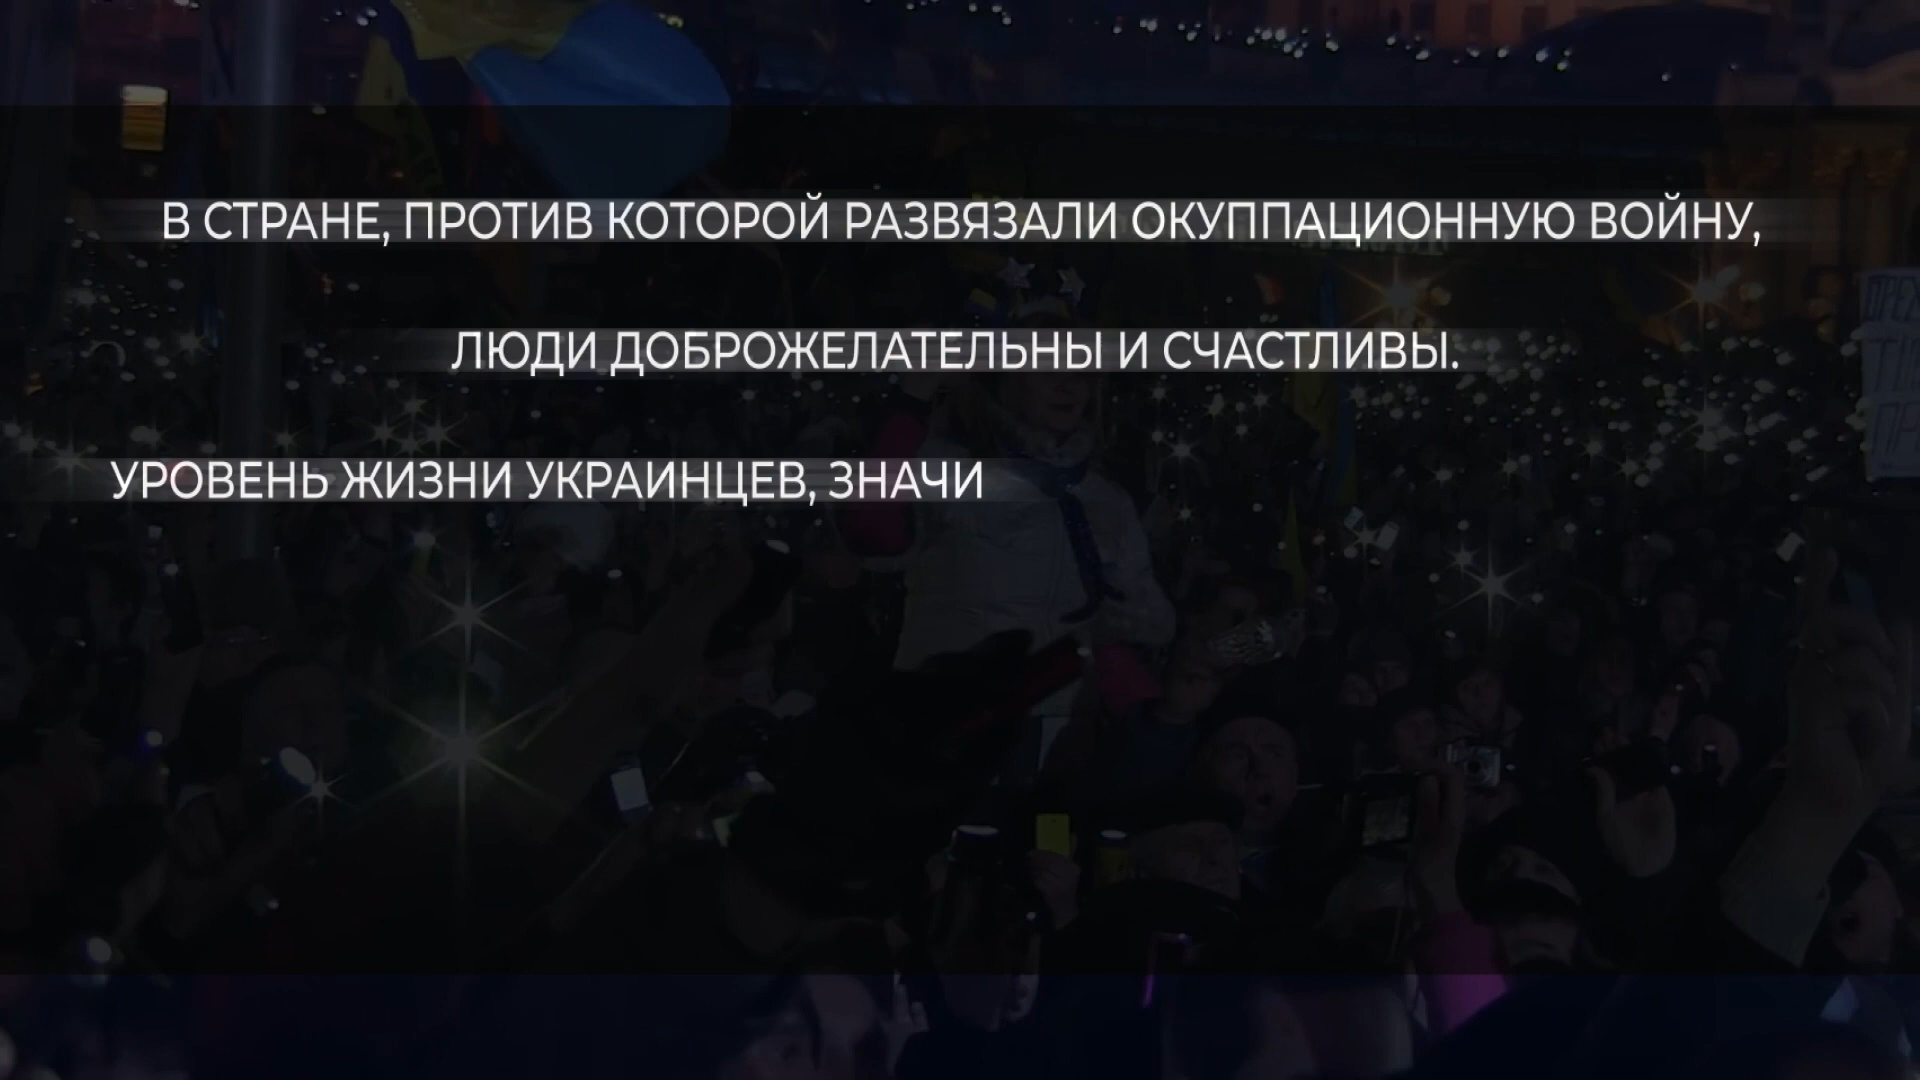 В СТРАНЕ, ПРОТИВ КОТОРОЙ РАЗВЯЗАЛИ ОКУППАЦИОННУЮ ВОЙНУ,
ЛЮДИ ДОБРОЖЕЛАТЕЛЬНЫ И СЧАСТЛИВЫ.
УРОВЕНЬ ЖИЗНИ УКРАИНЦЕВ, ЗНАЧИ